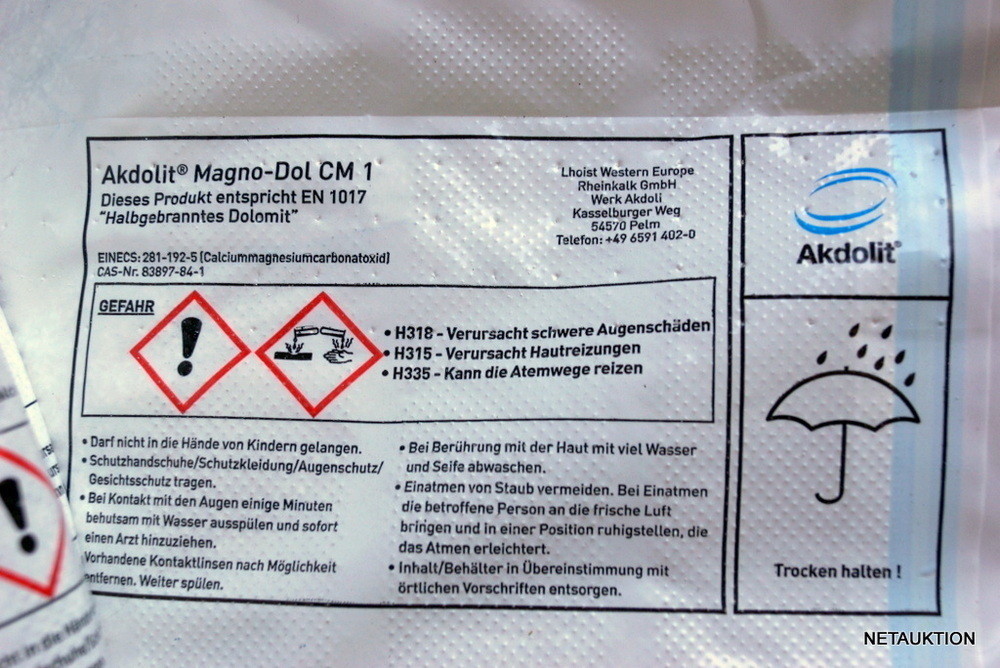 Akdolit® Magno-Dol CM 1
Dieses Produkt entspricht EN 1017
"Halbgebranntes Dolomit"
Lhoist Western Europe
Rheinkalk GmbH
Werk Akdoli
Kasselburger Weg
54570 Pelm
Telefon: +49 6591 402-0
EINECS: 281-192-5 (Calciummagnesiumcarbonatoxid)
CAS-Nr. 83897-84-1
GEFAHR
• H318 - Verursacht schwere Augenschäden
• H315 - Verursacht Hautreizungen
• H335 - Kann die Atemwege reizen
• Darf nicht in die Hände von Kindern gelangen.
• Schutzhandschuhe/Schutzkleidung/Augenschutz/
Gesichtsschutz tragen.
• Bei Kontakt mit den Augen einige Minuten
behutsam mit Wasser ausspülen und sofort
einen Arzt hinzuziehen.
Vorhandene Kontaktlinsen nach Möglichkeit
entfernen. Weiter spülen.
• Bei Berührung mit der Haut mit viel Wasser
und Seife abwaschen.
• Einatmen von Staub vermeiden. Bei Einatmen
die betroffene Person an die frische Luft
bringen und in einer Position ruhigstellen, die
das Atmen erleichtert.
• Inhalt/Behälter in Übereinstimmung mit
örtlichen Vorschriften entsorgen.
Akdolit®
Trocken halten !
NETAUKTION